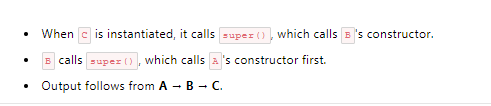 • When C is instantiated, it calls super(), which calls B's constructor.
• B calls super(), which calls A's constructor first.
• Output follows from A → B → C.